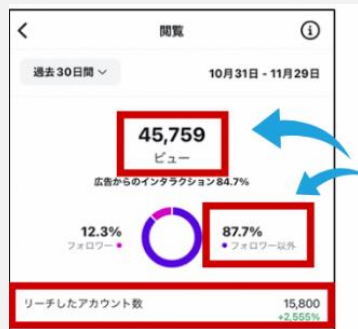 閲覧
過去30日間
10月31日 - 11月29日
45,759
ビュー
広告からのインタラクション84.7%
12.3%
フォロワー
87.7%
フォロワー以外
リーチしたアカウント数
15,800
+2,555%